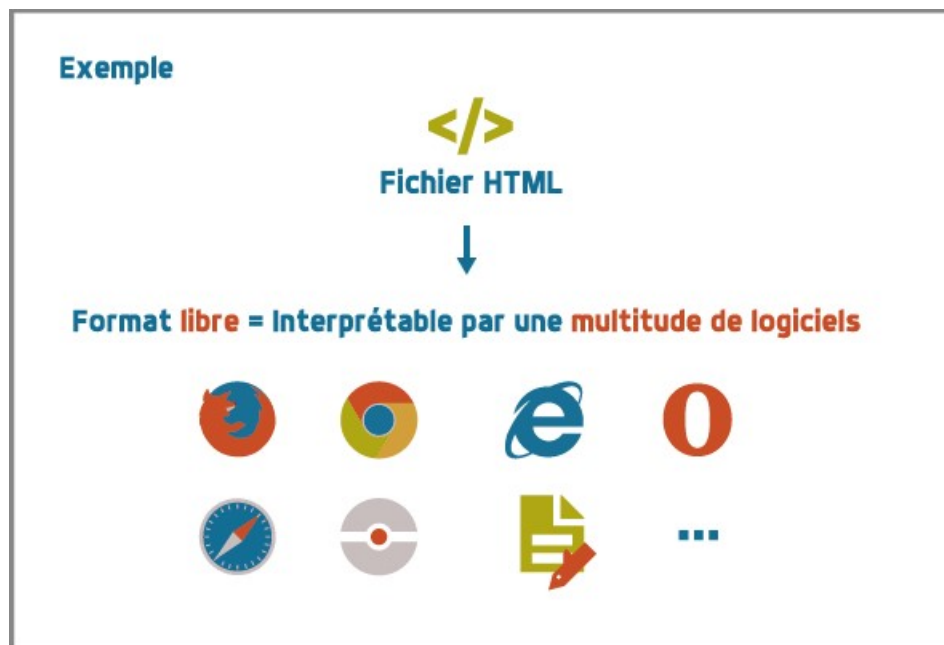 Exemple
</>
Fichier HTML
Format libre = Interprétable par une multitude de logiciels
...